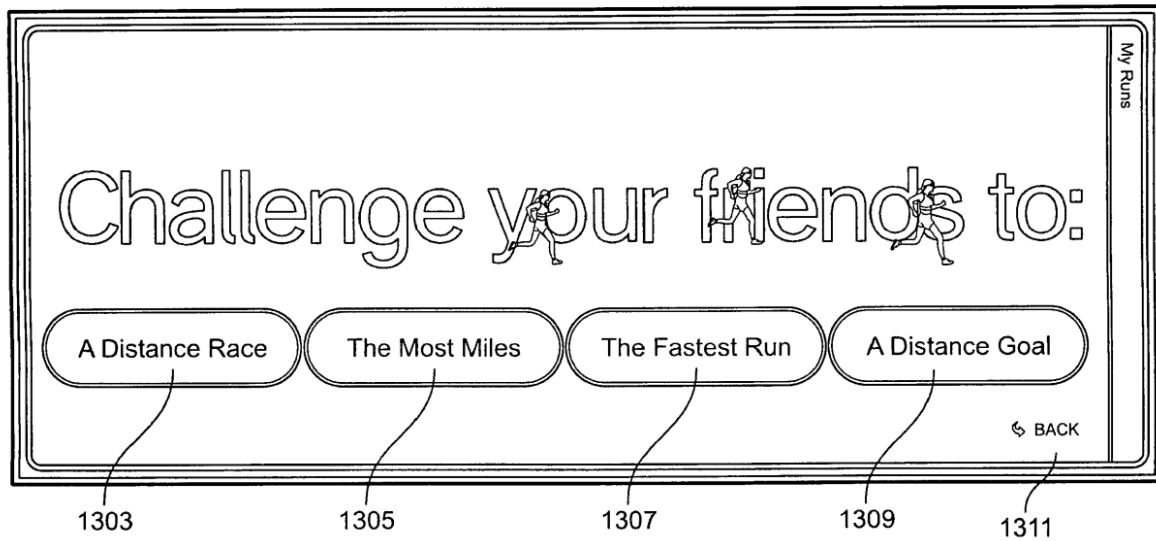 My Runs
Challenge your friends to:
A Distance Race
The Most Miles
The Fastest Run
A Distance Goal
BACK
1303
1305
1307
1309
1311